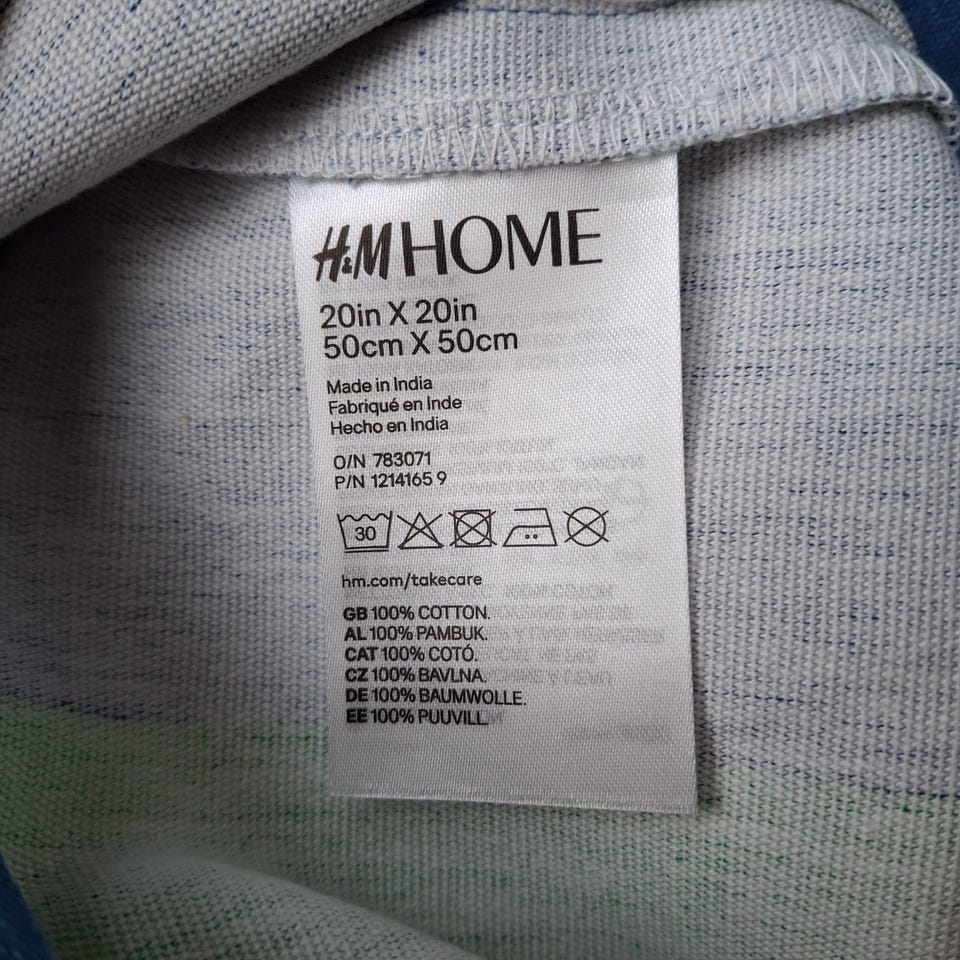 H&M HOME
20in X 20in
50cm X 50cm
Made in India
Fabriqué en Inde
Hecho en India
O/N 783071
P/N 1214165 9
30
hm.com/takecare
GB 100% COTTON.
AL 100% PAMBUK.
CAT 100% COTÓ.
CZ 100% BAVLNA.
DE 100% BAUMWOLLE.
EE 100% PUUVILL.